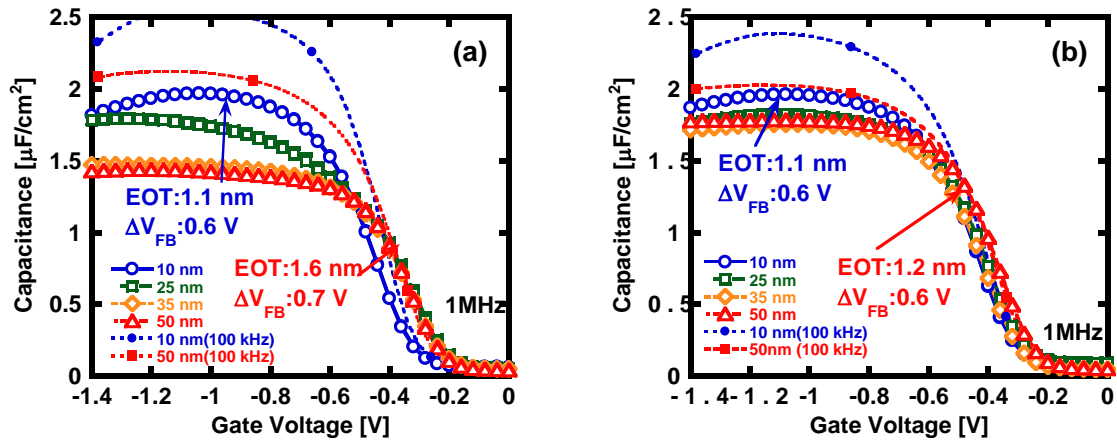 (a)
Capacitance [µF/cm²]
2.5
2
1.5
1
0.5
0
EOT:1.1 nm
ΔVFB:0.6 V
EOT:1.6 nm
ΔVFB:0.7 V
10 nm
25 nm
35 nm
50 nm
10 nm(100 kHz)
50 nm(100 kHz)
1MHz
-1.4 -1.2 -1 -0.8 -0.6 -0.4 -0.2 0
Gate Voltage [V]
(b)
Capacitance [µF/cm²]
2.5
2
1.5
1
0.5
0
EOT:1.1 nm
ΔVFB:0.6 V
EOT:1.2 nm
ΔVFB:0.6 V
10 nm
25 nm
35 nm
50 nm
10 nm (100 kHz)
50nm (100 kHz)
1MHz
-1.4 -1.2 -1 -0.8 -0.6 -0.4 -0.2 0
Gate Voltage [V]